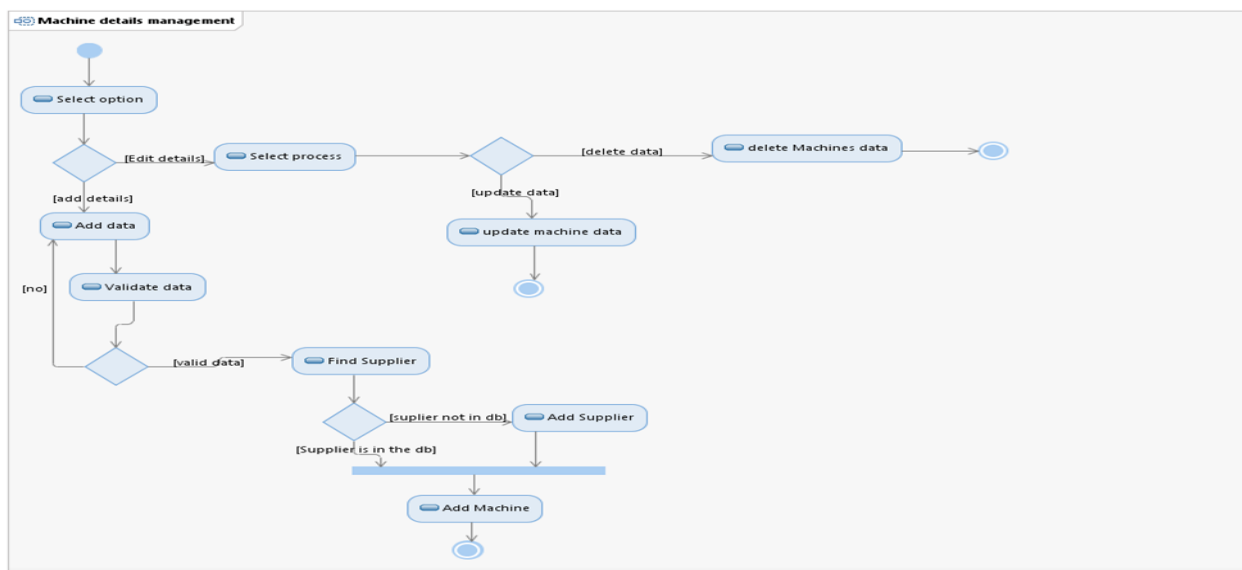 Machine details management
Select option
[Edit details]
Select process
[delete data]
delete Machines data
[add details]
[update data]
Add data
update machine data
[no]
Validate data
[valid data]
Find Supplier
[suplier not in db]
Add Supplier
[Supplier is in the db]
Add Machine